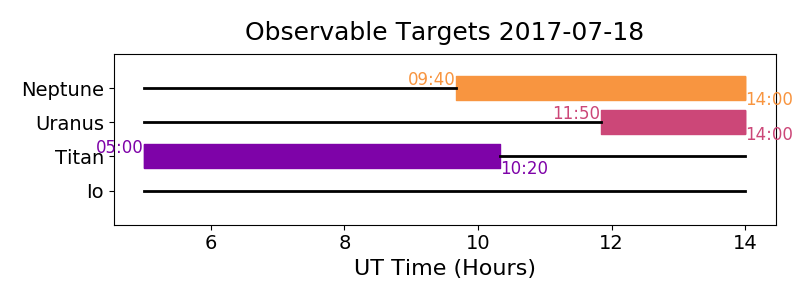 Observable Targets 2017-07-18
Neptune
09:40
14:00
Uranus
11:50
14:00
Titan
05:00
10:20
Io
6 8 10 12 14
UT Time (Hours)